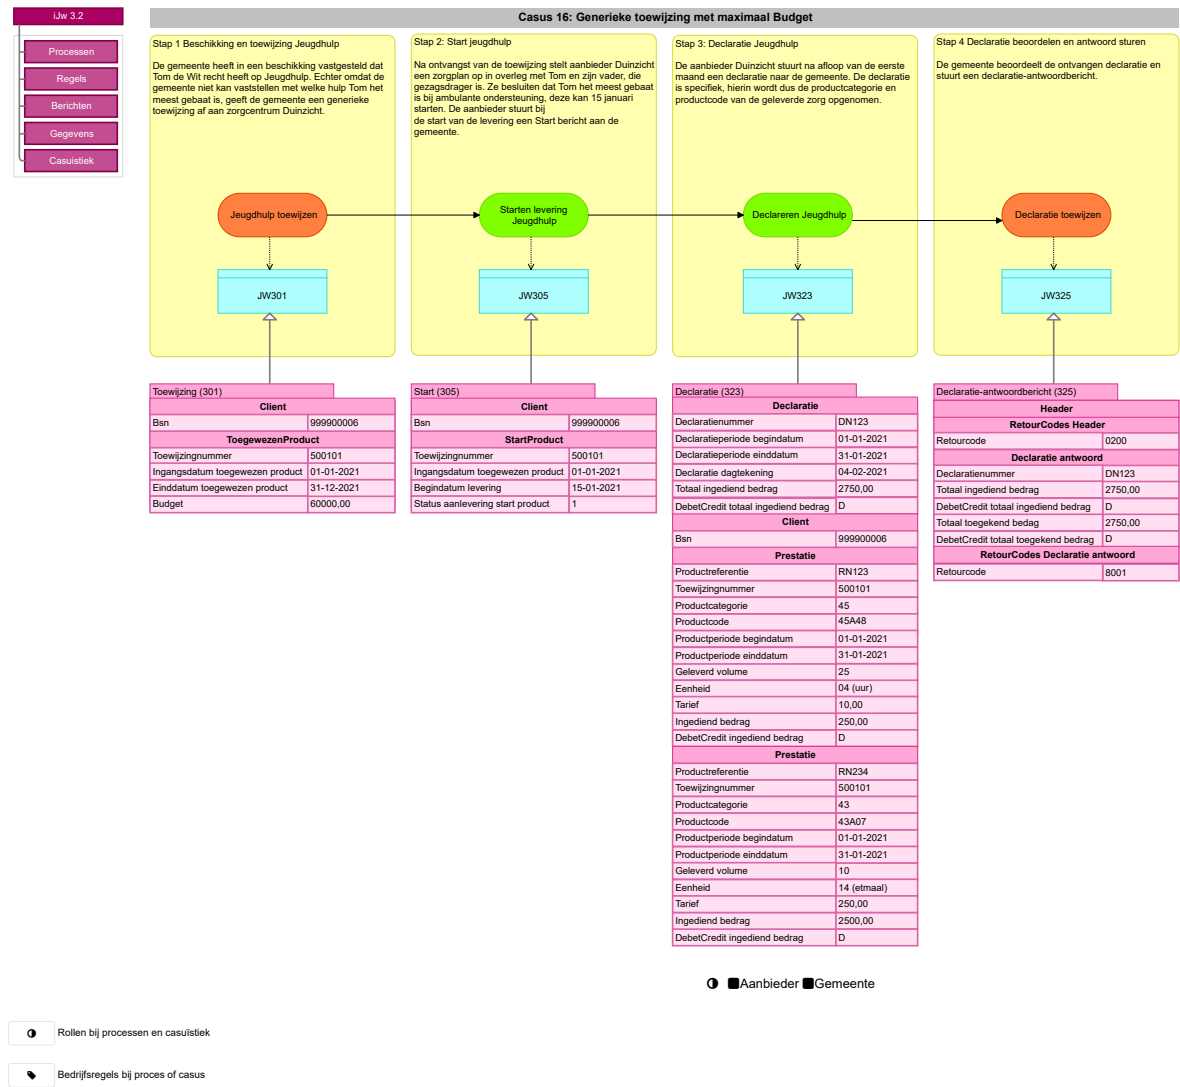 iJw 3.2
Processen
Regels
Berichten
Gegevens
Casuistiek
Casus 16: Generieke toewijzing met maximaal Budget
Stap 1 Beschikking en toewijzing Jeugdhulp
De gemeente heeft in een beschikking vastgesteld dat
Tom de Wit recht heeft op Jeugdhulp. Echter omdat de
gemeente niet kan vaststellen met welke hulp Tom het
meest gebaat is, geeft de gemeente een generieke
toewijzing af aan zorgcentrum Duinzicht.
Stap 2: Start jeugdhulp
Na ontvangst van de toewijzing stelt aanbieder Duinzicht
een zorgplan op in overleg met Tom en zijn vader, die
gezagsdrager is. Ze besluiten dat Tom het meest gebaat
is bij ambulante ondersteuning, deze kan 15 januari
starten. De aanbieder stuurt bij
de start van de levering een Start bericht aan de
gemeente.
Stap 3: Declaratie Jeugdhulp
De aanbieder Duinzicht stuurt na afloop van de eerste
maand een declaratie naar de gemeente. De declaratie
is specifiek, hierin wordt dus de productcategorie en
productcode van de geleverde zorg opgenomen.
Stap 4 Declaratie beoordelen en antwoord sturen
De gemeente beoordeelt de ontvangen declaratie en
stuurt een declaratie-antwoordbericht.
Jeugdhulp toewijzen
Starten levering
Jeugdhulp
Declareren Jeugdhulp
Declaratie toewijzen
JW301
JW305
JW323
JW325
Toewijzing (301)
Client
Bsn 999900006
ToegewezenProduct
Toewijzingnummer 500101
Ingangsdatum toegewezen product 01-01-2021
Einddatum toegewezen product 31-12-2021
Budget 60000,00
Start (305)
Client
Bsn 999900006
StartProduct
Toewijzingnummer 500101
Ingangsdatum toegewezen product 01-01-2021
Begindatum levering 15-01-2021
Status aanlevering start product 1
Declaratie (323)
Declaratie
Declaratienummer DN123
Declaratieperiode begindatum 01-01-2021
Declaratieperiode einddatum 31-01-2021
Declaratie dagtekening 04-02-2021
Totaal ingediend bedrag 2750,00
DebetCredit totaal ingediend bedrag D
Client
Bsn 999900006
Prestatie
Productreferentie RN123
Toewijzingnummer 500101
Productcategorie 45
Productcode 45A48
Productperiode begindatum 01-01-2021
Productperiode einddatum 31-01-2021
Geleverd volume 25
Eenheid 04 (uur)
Tarief 10,00
Ingediend bedrag 250,00
DebetCredit ingediend bedrag D
Prestatie
Productreferentie RN234
Toewijzingnummer 500101
Productcategorie 43
Productcode 43A07
Productperiode begindatum 01-01-2021
Productperiode einddatum 31-01-2021
Geleverd volume 10
Eenheid 14 (etmaal)
Tarief 250,00
Ingediend bedrag 2500,00
DebetCredit ingediend bedrag D
Declaratie-antwoordbericht (325)
Header
RetourCodes Header
Retourcode 0200
Declaratie antwoord
Declaratienummer DN123
Totaal ingediend bedrag 2750,00
DebetCredit totaal ingediend bedrag D
Totaal toegekend bedag 2750,00
DebetCredit totaal toegekend bedrag D
RetourCodes Declaratie antwoord
Retourcode 8001
Aanbieder Gemeente
Rollen bij processen en casuïstiek
Bedrijfsregels bij proces of casus